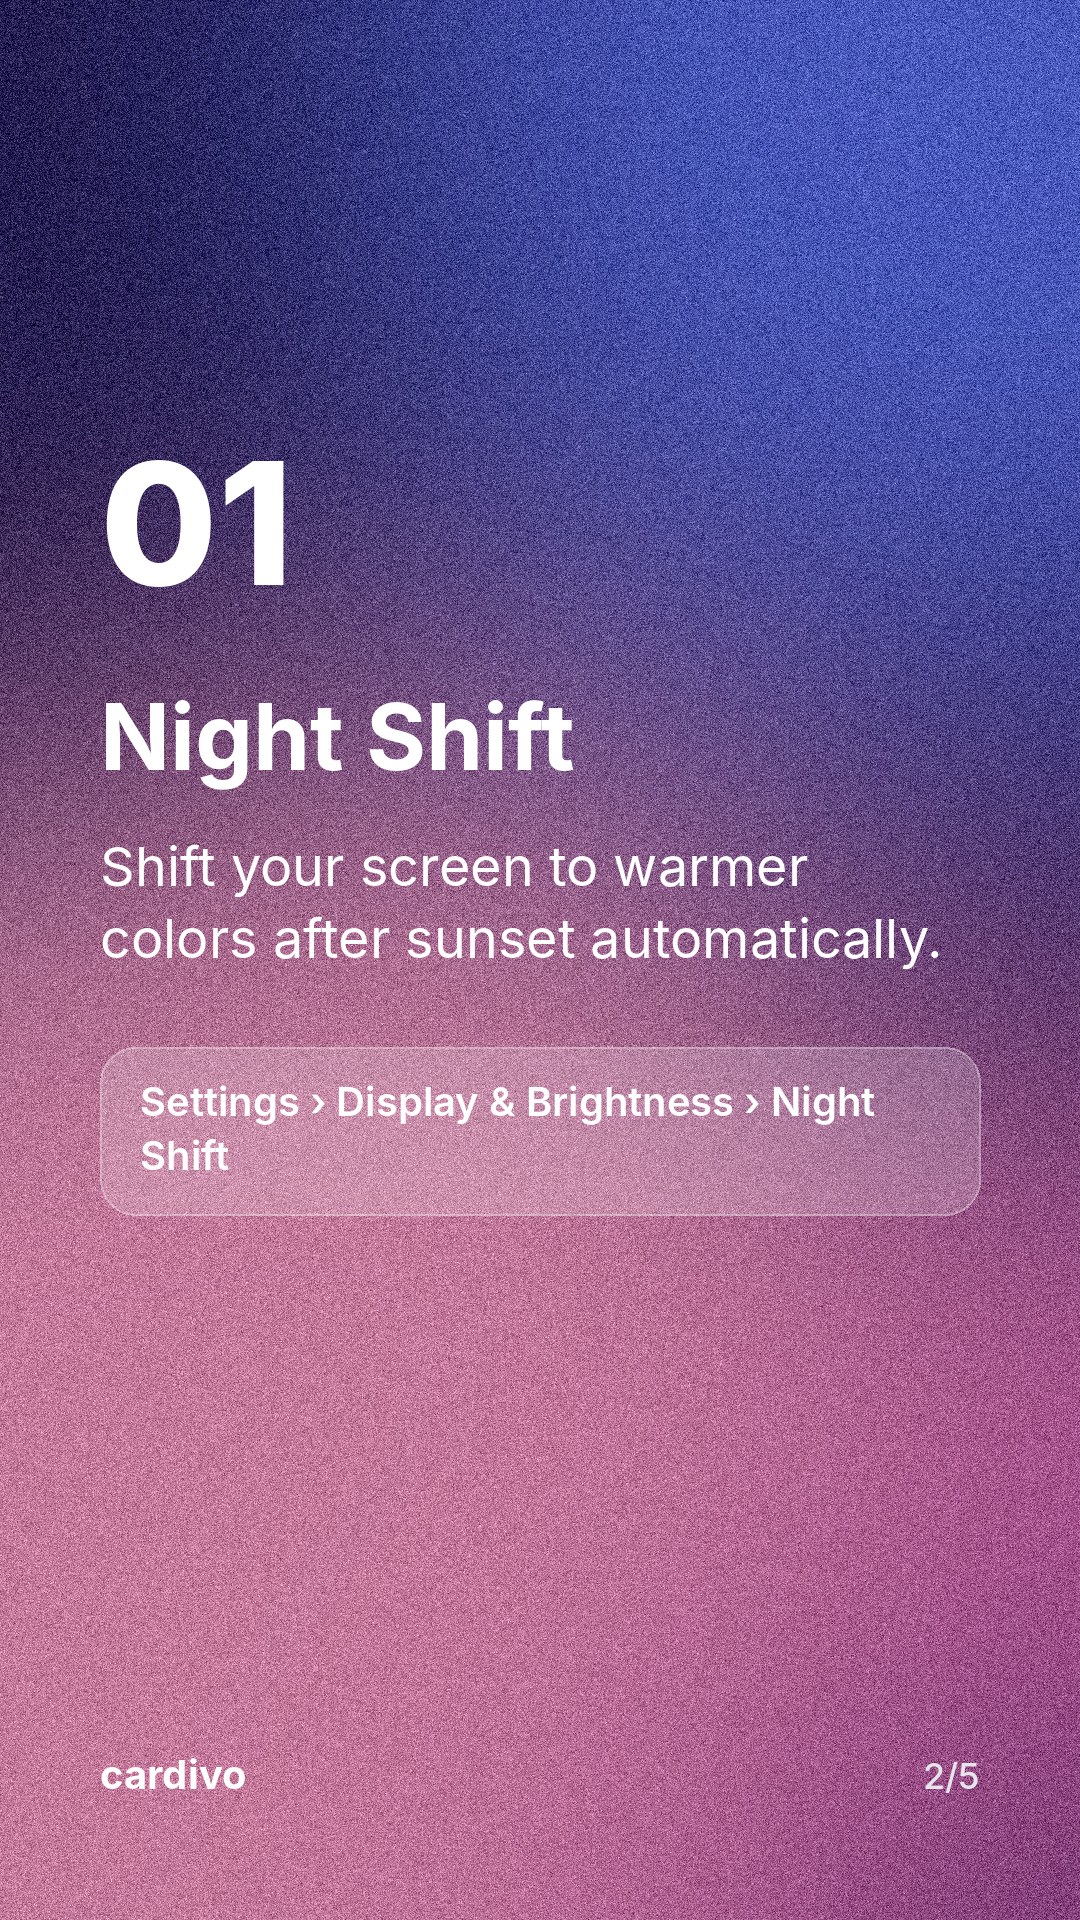 01
Night Shift
Shift your screen to warmer
colors after sunset automatically.
Settings › Display & Brightness › Night
Shift
cardivo
2/5